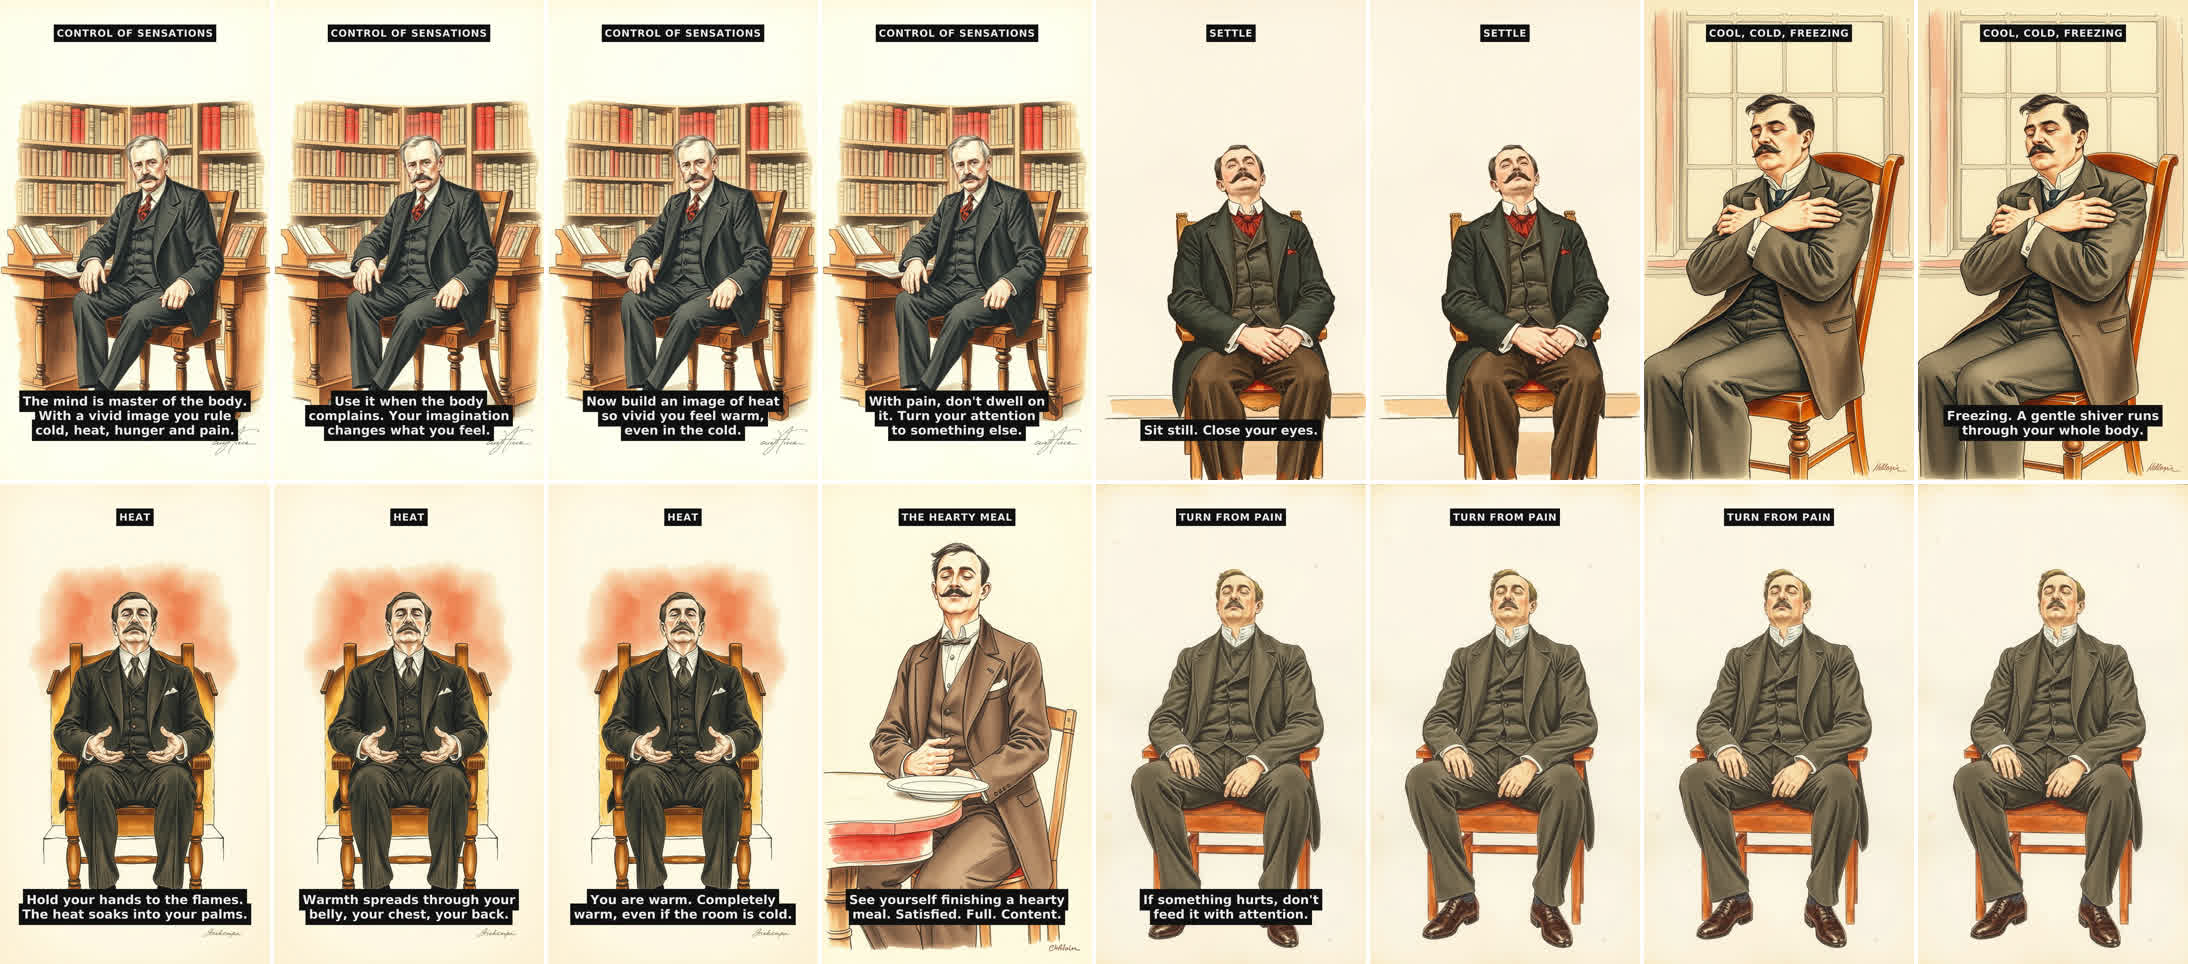 CONTROL OF SENSATIONS
The mind is master of the body.
With a vivid image you rule
cold, heat, hunger and pain.
CONTROL OF SENSATIONS
Use it when the body
complains. Your imagination
changes what you feel.
CONTROL OF SENSATIONS
Now build an image of heat
so vivid you feel warm,
even in the cold.
CONTROL OF SENSATIONS
With pain, don't dwell on
it. Turn your attention
to something else.
SETTLE
Sit still. Close your eyes.
SETTLE
COOL, COLD, FREEZING
COOL, COLD, FREEZING
Freezing. A gentle shiver runs
through your whole body.
HEAT
Hold your hands to the flames.
The heat soaks into your palms.
HEAT
Warmth spreads through your
belly, your chest, your back.
HEAT
You are warm. Completely
warm, even if the room is cold.
THE HEARTY MEAL
See yourself finishing a hearty
meal. Satisfied. Full. Content.
TURN FROM PAIN
If something hurts, don't
feed it with attention.
TURN FROM PAIN
TURN FROM PAIN